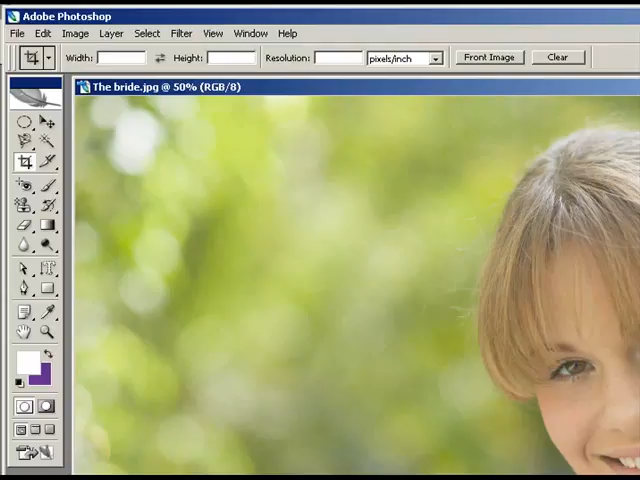 Adobe Photoshop
File Edit Image Layer Select Filter View Window Help
Width: Height: Resolution: pixels/inch Front Image Clear
The bride.jpg @ 50% (RGB/8)
T